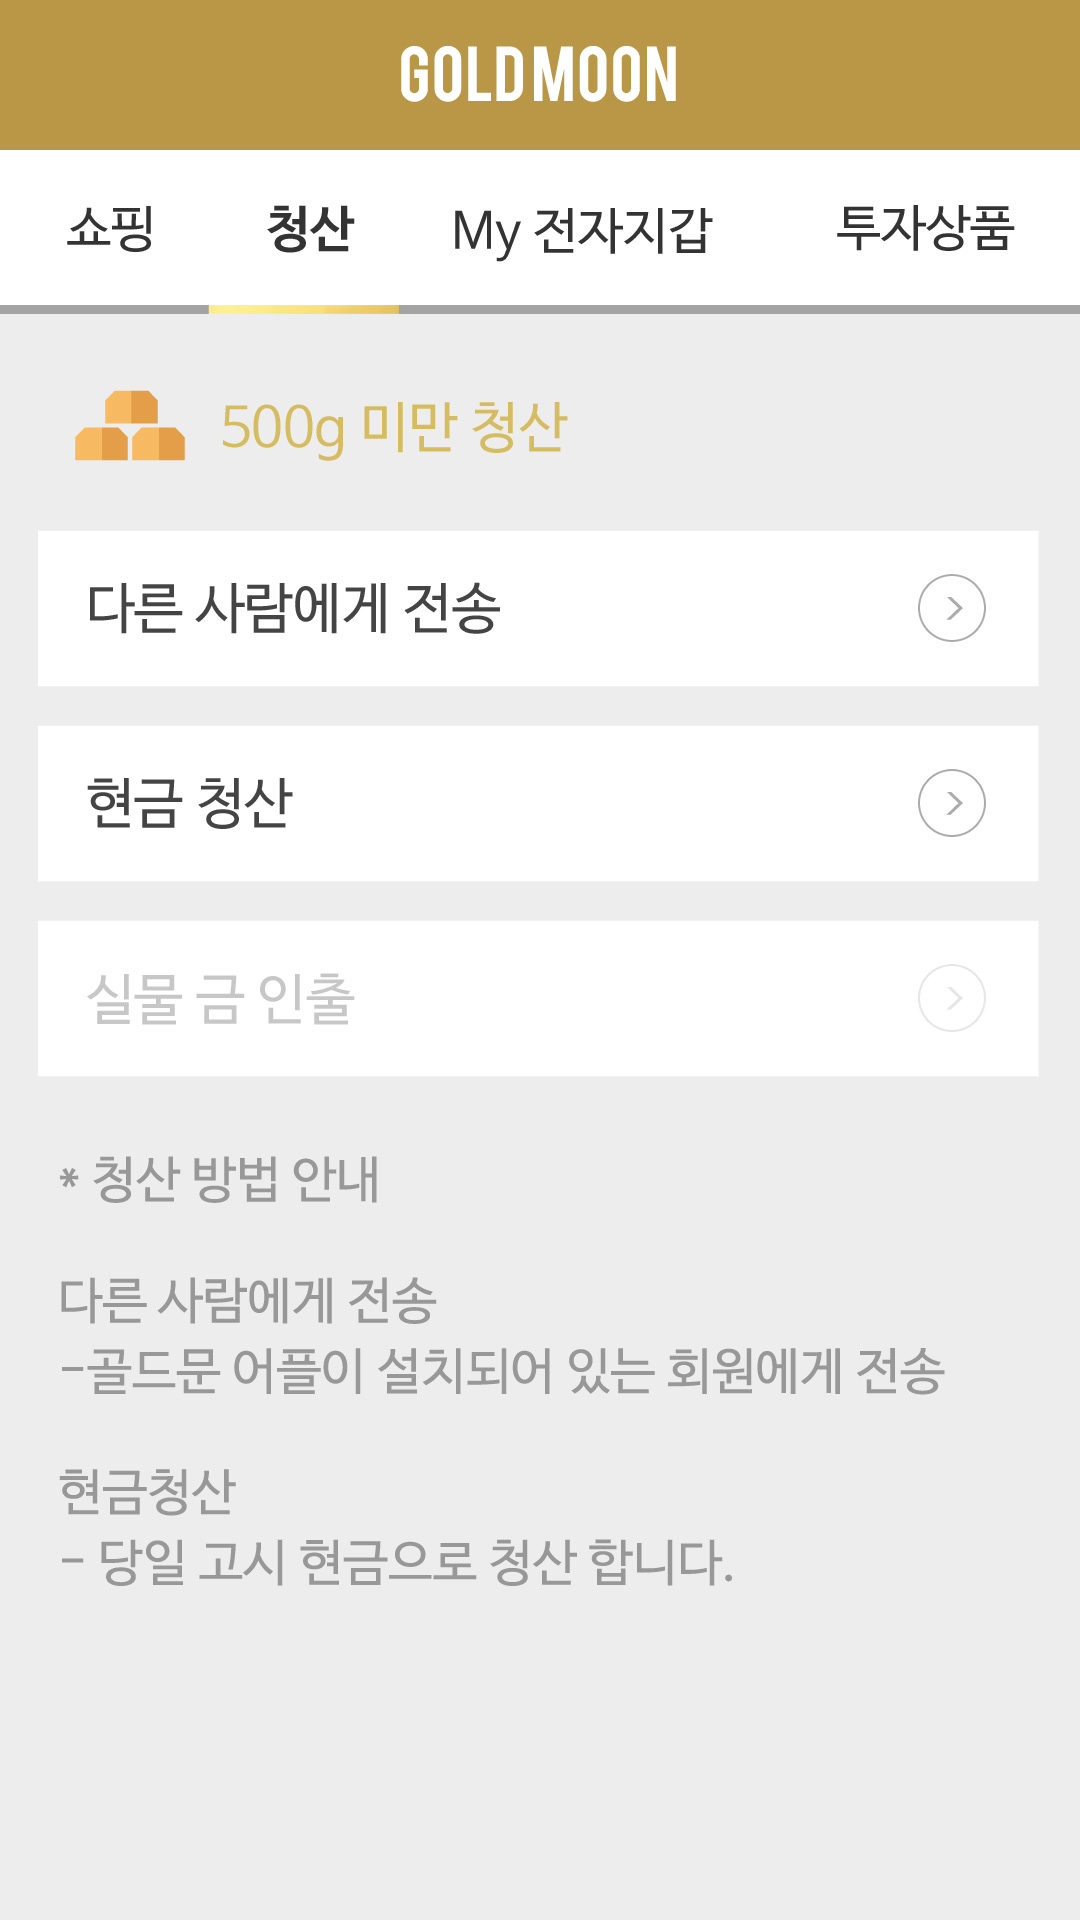 GOLDMOON
쇼핑 청산 My 전자지갑 투자상품
500g 미만 청산
다른 사람에게 전송
현금 청산
실물 금 인출
* 청산 방법 안내
다른 사람에게 전송
-골드문 어플이 설치되어 있는 회원에게 전송
현금청산
- 당일 고시 현금으로 청산 합니다.